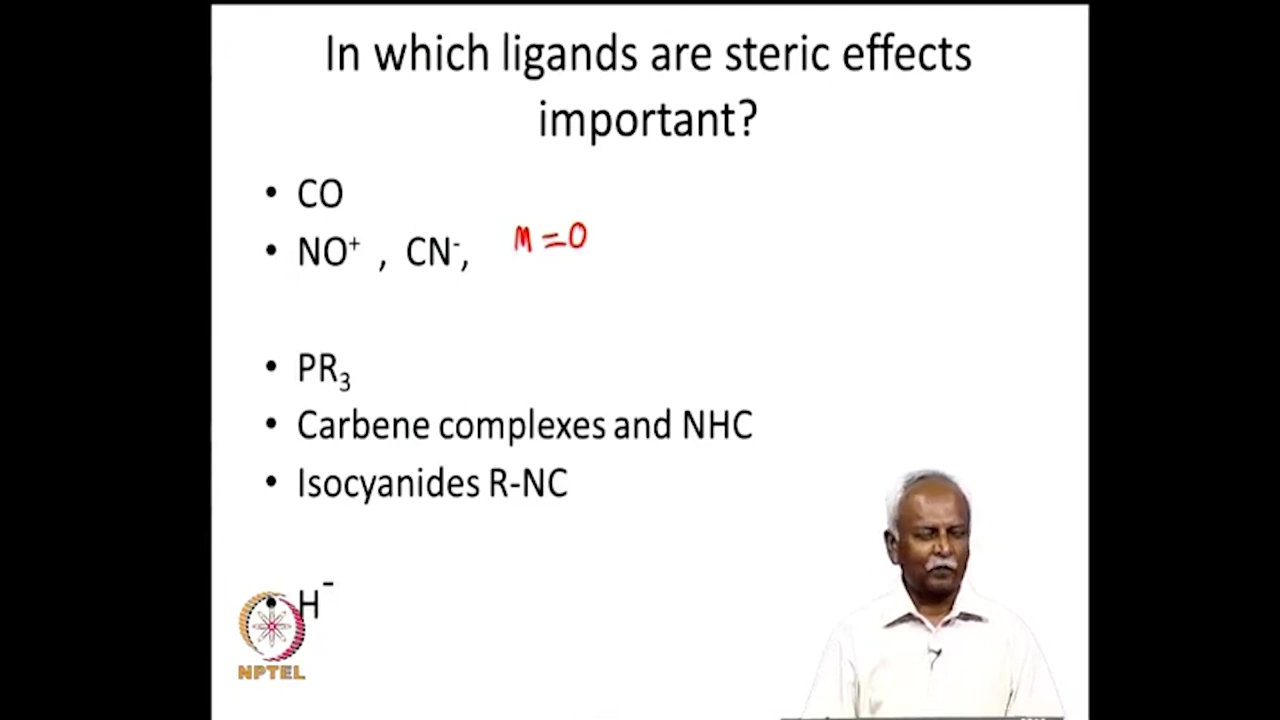 In which ligands are steric effects
important?
• CO
• NO⁺ , CN⁻, M=O
• PR₃
• Carbene complexes and NHC
• Isocyanides R-NC
• H⁻
NPTEL